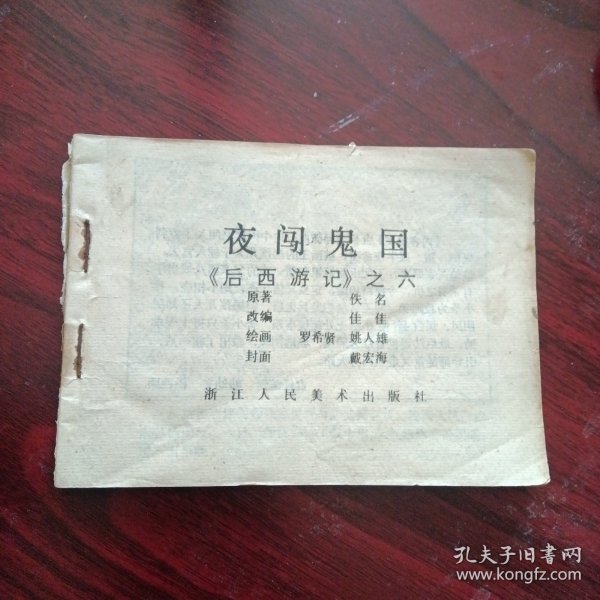 夜闯鬼国
《后西游记》之六
原著 佚名
改编 佳佳
绘画 罗希贤 姚人雄
封面 戴宏海
浙江人民美术出版社
孔夫子旧书网
www.kongfz.com